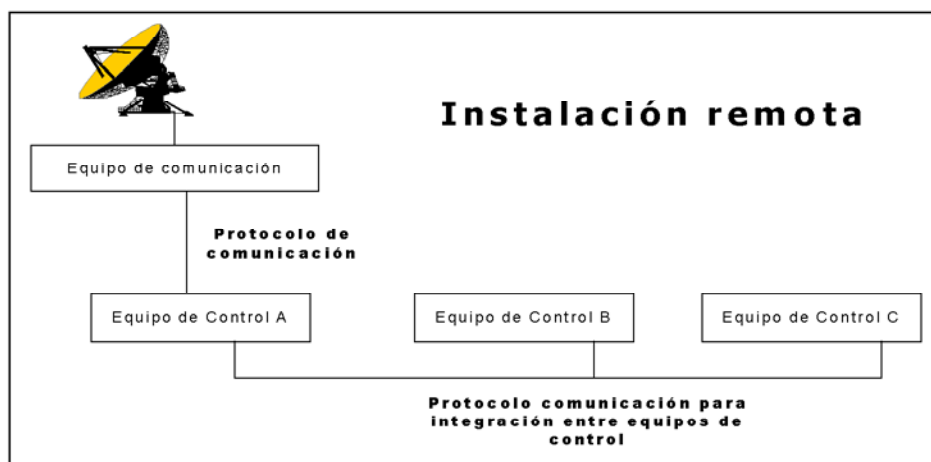 Instalación remota
Equipo de comunicación
Protocolo de
comunicación
Equipo de Control A
Equipo de Control B
Equipo de Control C
Protocolo comunicación para
integración entre equipos de
control